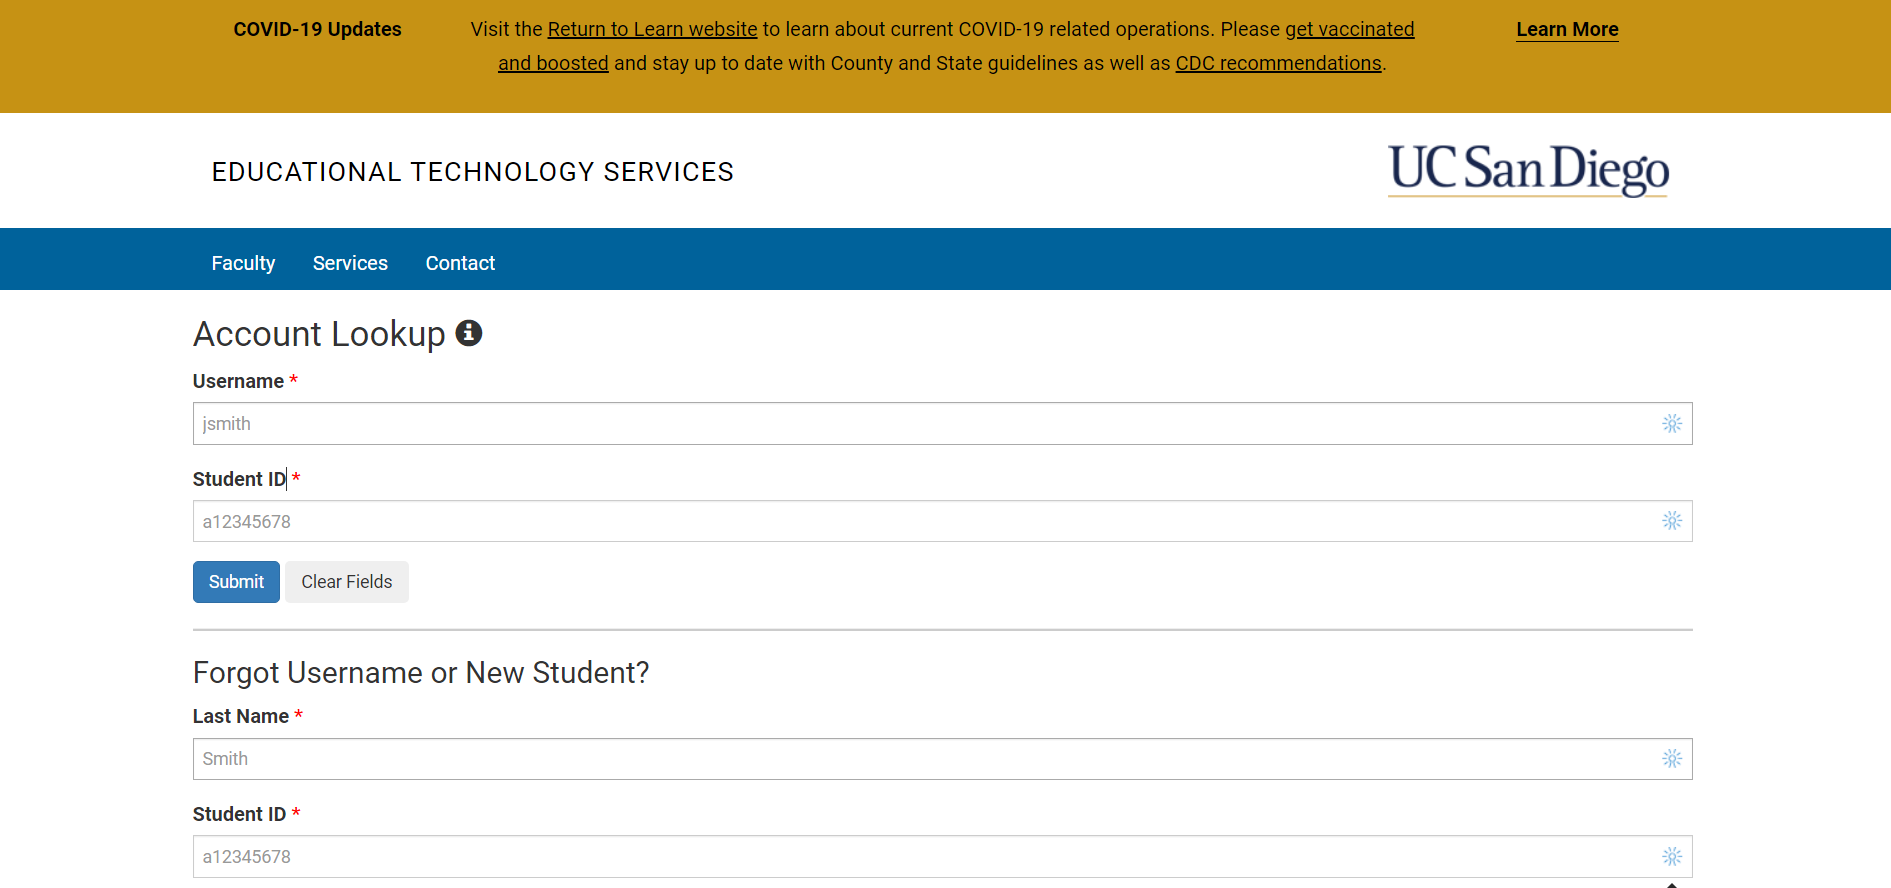 COVID-19 Updates
Visit the Return to Learn website to learn about current COVID-19 related operations. Please get vaccinated
and boosted and stay up to date with County and State guidelines as well as CDC recommendations.
Learn More
EDUCATIONAL TECHNOLOGY SERVICES
UC San Diego
Faculty Services Contact
Account Lookup
Username *
jsmith
Student ID *
a12345678
Submit Clear Fields
Forgot Username or New Student?
Last Name *
Smith
Student ID *
a12345678